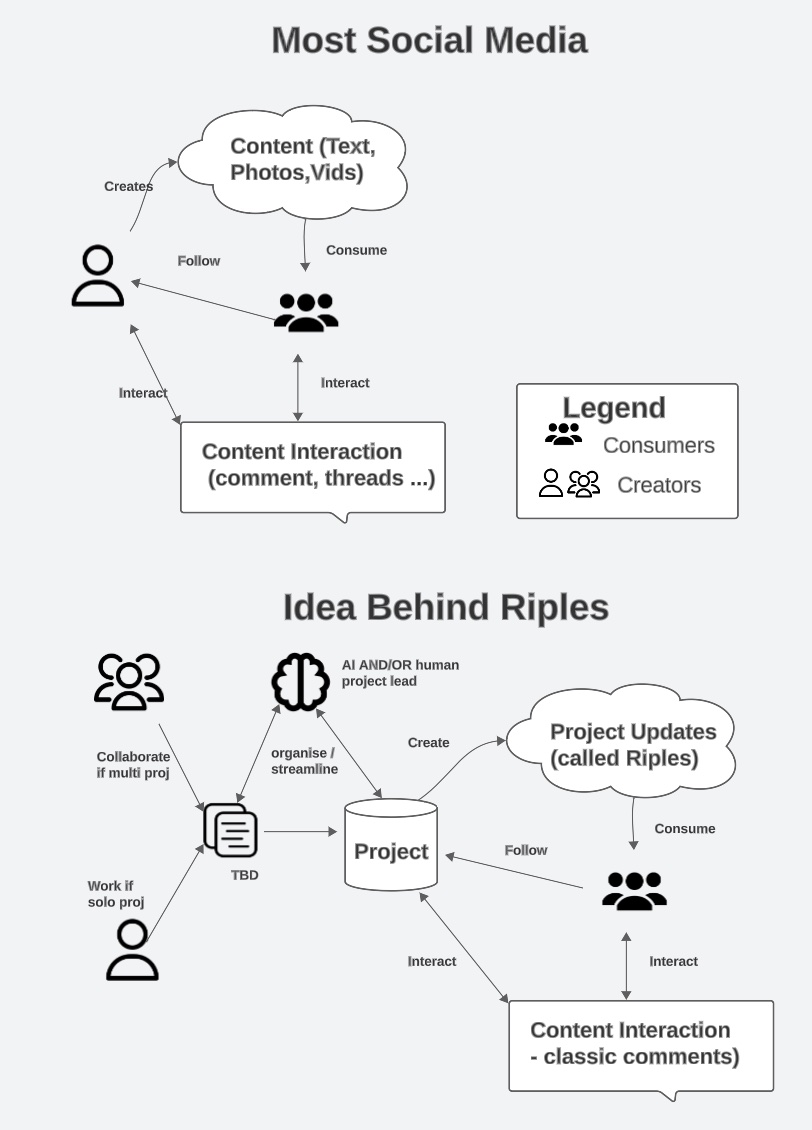 Most Social Media
Content (Text,
Photos,Vids)
Creates
Follow
Consume
Interact
Interact
Content Interaction
(comment, threads ...)
Legend
Consumers
Creators
Idea Behind Riples
AI AND/OR human
project lead
Collaborate
if multi proj
organise /
streamline
Create
Project Updates
(called Riples)
Consume
TBD
Project
Follow
Work if
solo proj
Interact
Interact
Content Interaction
- classic comments)